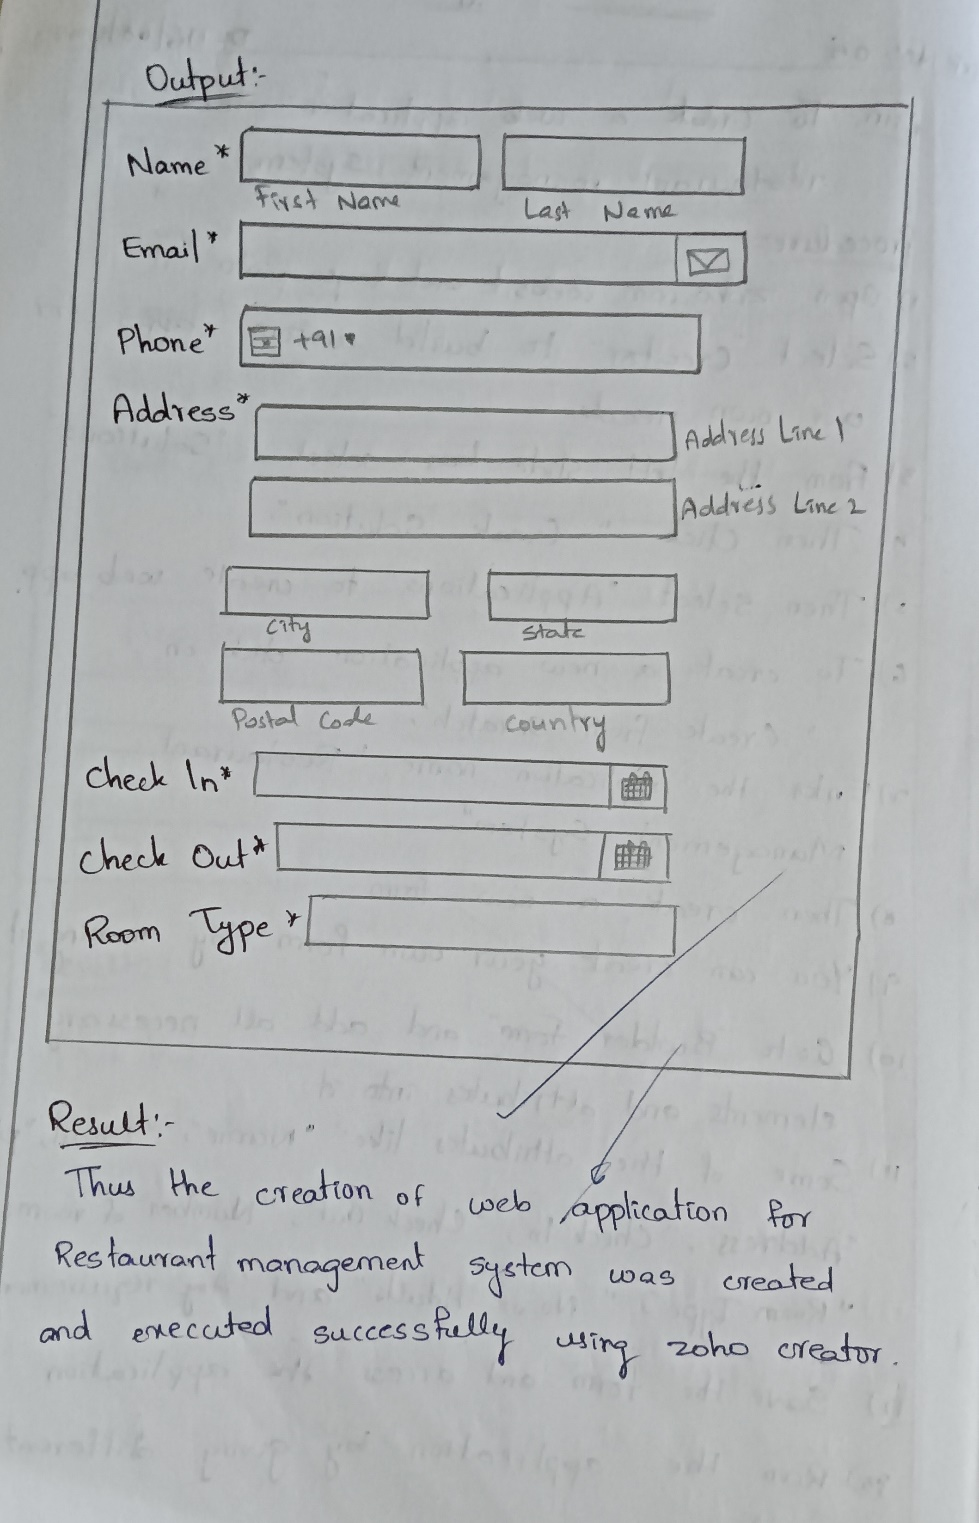 Output:-
Name*
First Name
Last Name
Email*
Phone* +91
Address*
Address Line 1
Address Line 2
City
State
Postal Code
Country
Check In*
Check Out*
Room Type*
Result:-
Thus the creation of web application for
Restaurant management system was created
and executed successfully using zoho creator.